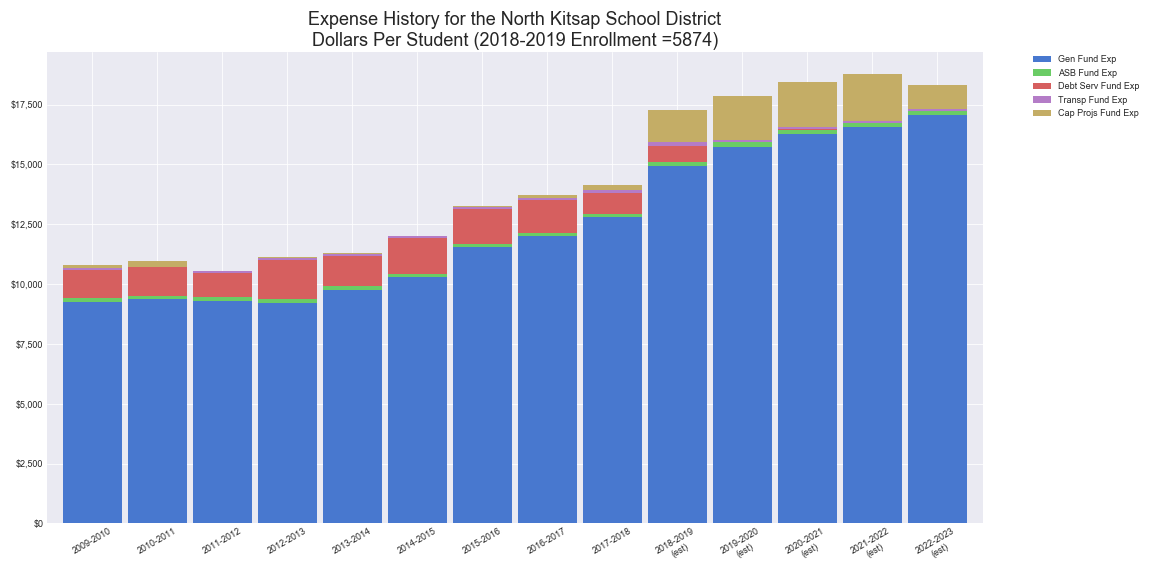 Expense History for the North Kitsap School District
Dollars Per Student (2018-2019 Enrollment =5874)
Gen Fund Exp
ASB Fund Exp
Debt Serv Fund Exp
Transp Fund Exp
Cap Projs Fund Exp
$17,500
$15,000
$12,500
$10,000
$7,500
$5,000
$2,500
$0
2009-2010
2010-2011
2011-2012
2012-2013
2013-2014
2014-2015
2015-2016
2016-2017
2017-2018
2018-2019
(est)
2019-2020
(est)
2020-2021
(est)
2021-2022
(est)
2022-2023
(est)